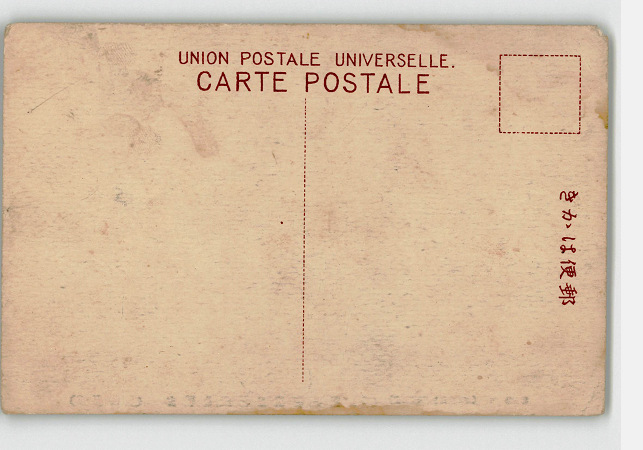 UNION POSTALE UNIVERSELLE.
CARTE POSTALE
郵便はかき